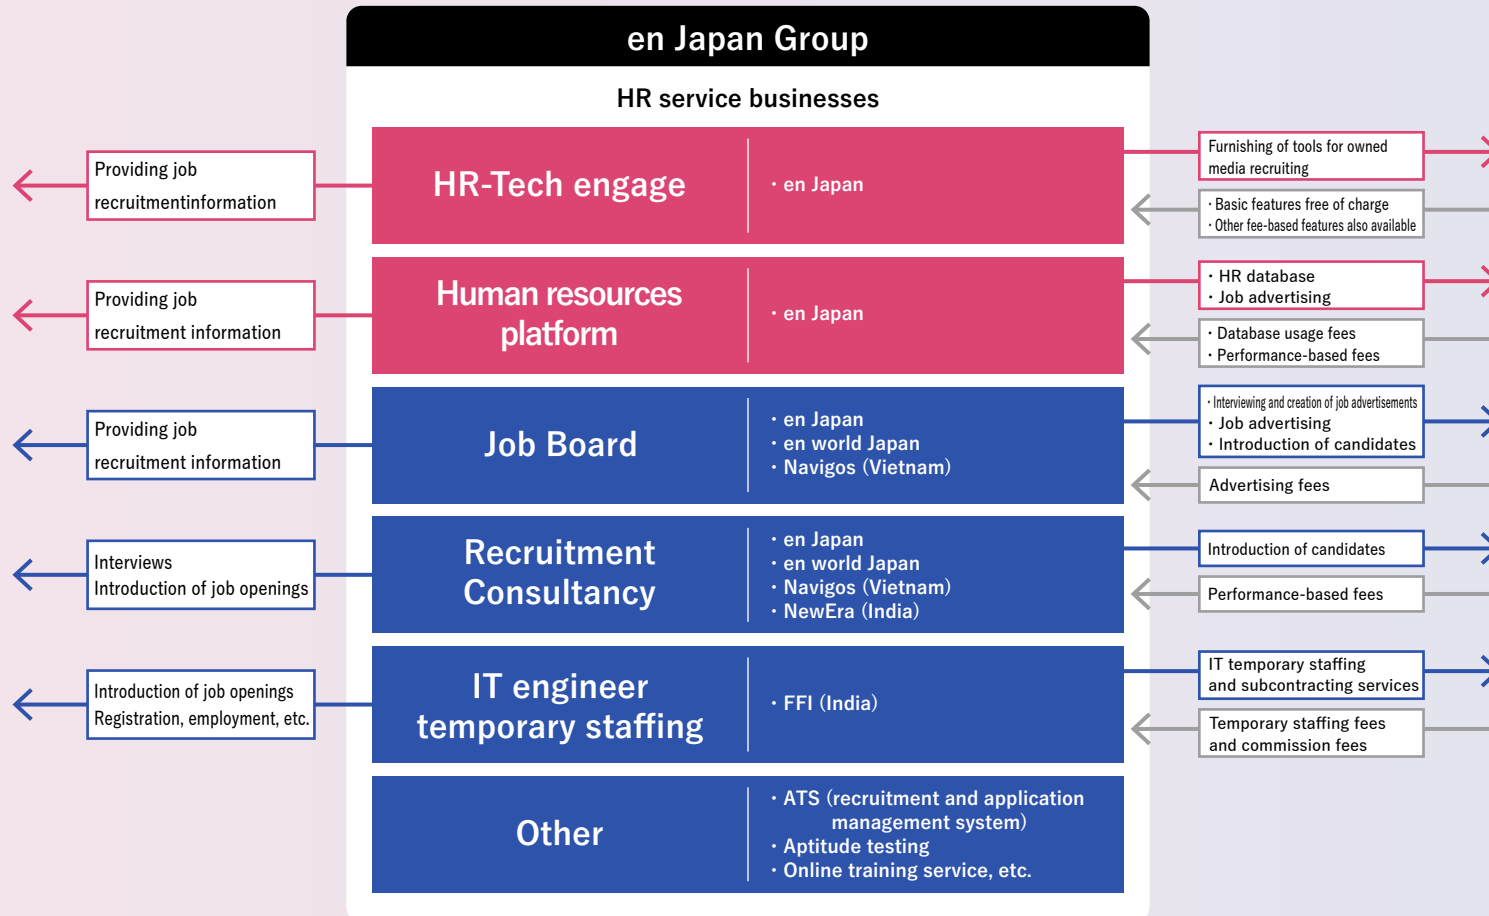 en Japan Group
HR service businesses
Providing job
recruitmentinformation
HR-Tech engage
· en Japan
Furnishing of tools for owned
media recruiting
· Basic features free of charge
· Other fee-based features also available
Providing job
recruitment information
Human resources
platform
· en Japan
· HR database
· Job advertising
· Database usage fees
· Performance-based fees
Providing job
recruitment information
Job Board
· en Japan
· en world Japan
· Navigos (Vietnam)
· Interviewing and creation of job advertisements
· Job advertising
· Introduction of candidates
Advertising fees
Interviews
Introduction of job openings
Recruitment
Consultancy
· en Japan
· en world Japan
· Navigos (Vietnam)
· NewEra (India)
Introduction of candidates
Performance-based fees
Introduction of job openings
Registration, employment, etc.
IT engineer
temporary staffing
· FFI (India)
IT temporary staffing
and subcontracting services
Temporary staffing fees
and commission fees
Other
· ATS (recruitment and application
management system)
· Aptitude testing
· Online training service, etc.